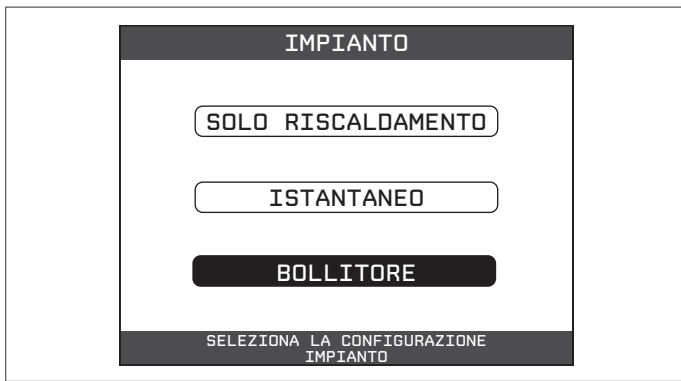 IMPIANTO
SOLO RISCALDAMENTO
ISTANTANEO
BOLLITORE
SELEZIONA LA CONFIGURAZIONE
IMPIANTO